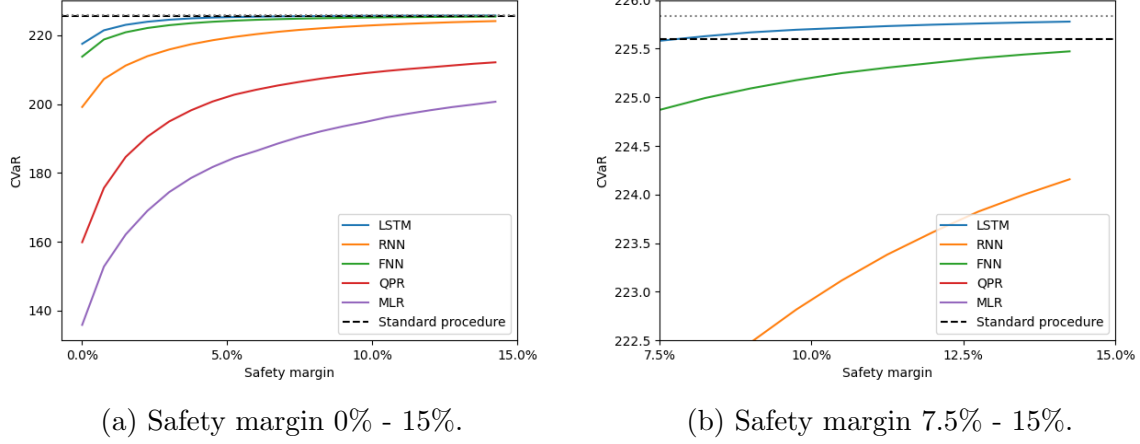 220
200
180
160
140
CVaR
0.0%
5.0%
10.0%
15.0%
Safety margin
LSTM
RNN
FNN
QPR
MLR
Standard procedure
(a) Safety margin 0% - 15%.
226.0
225.5
225.0
224.5
224.0
223.5
223.0
222.5
CVaR
7.5%
10.0%
12.5%
15.0%
Safety margin
LSTM
RNN
FNN
QPR
MLR
Standard procedure
(b) Safety margin 7.5% - 15%.